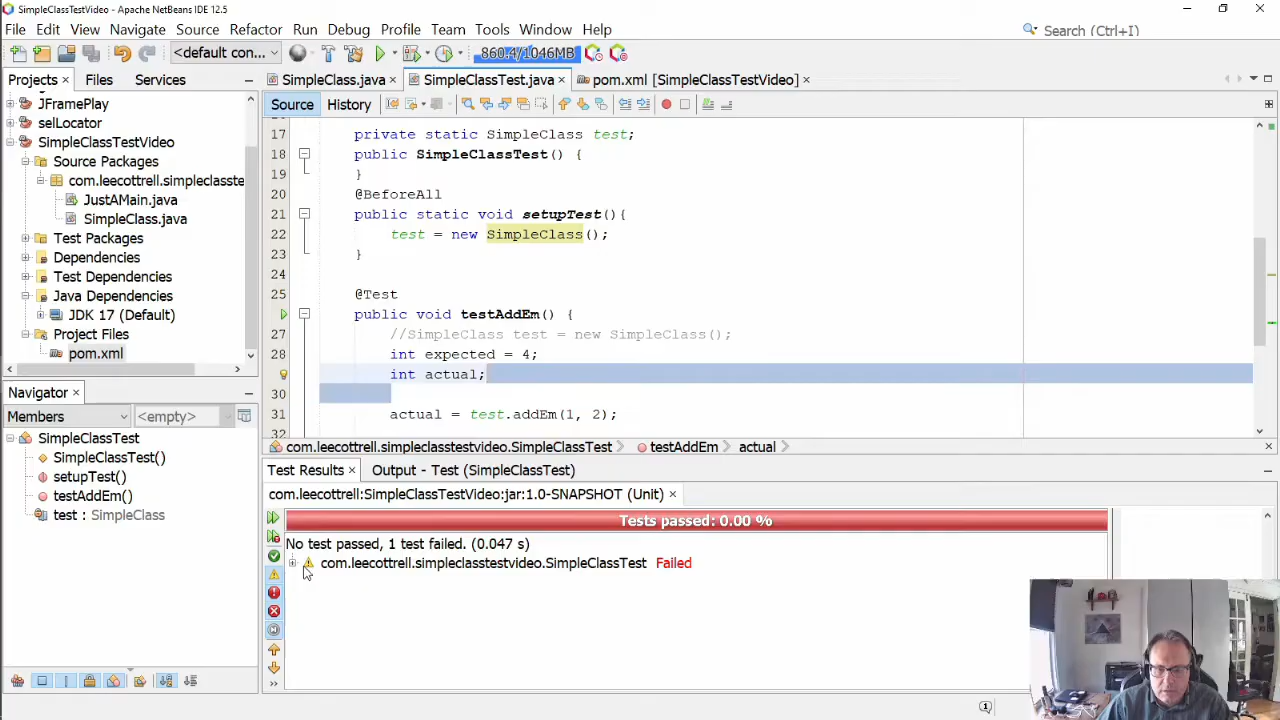 SimpleClassTestVideo - Apache NetBeans IDE 12.5
File Edit View Navigate Source Refactor Run Debug Profile Team Tools Window Help
Search (Ctrl+I)
<default con...
860.4/1046MB
Projects Files Services
SimpleClass.java SimpleClassTest.java pom.xml [SimpleClassTestVideo]
Source History
JFramePlay
selLocator
SimpleClassTestVideo
Source Packages
com.leecottrell.simpleclasste
JustAMain.java
SimpleClass.java
Test Packages
Dependencies
Test Dependencies
Java Dependencies
JDK 17 (Default)
Project Files
pom.xml
17 private static SimpleClass test;
18 public SimpleClassTest() {
19 }
20 @BeforeAll
21 public static void setupTest(){
22 test = new SimpleClass();
23 }
24
25 @Test
public void testAddEm() {
27 //SimpleClass test = new SimpleClass();
28 int expected = 4;
int actual;
30
31 actual = test.addEm(1, 2);
32
com.leecottrell.simpleclasstestvideo.SimpleClassTest testAddEm actual
Navigator
Members <empty>
SimpleClassTest
SimpleClassTest()
setupTest()
testAddEm()
test : SimpleClass
Test Results Output - Test (SimpleClassTest)
com.leecottrell:SimpleClassTestVideo:jar:1.0-SNAPSHOT (Unit)
Tests passed: 0.00 %
No test passed, 1 test failed. (0.047 s)
com.leecottrell.simpleclasstestvideo.SimpleClassTest Failed